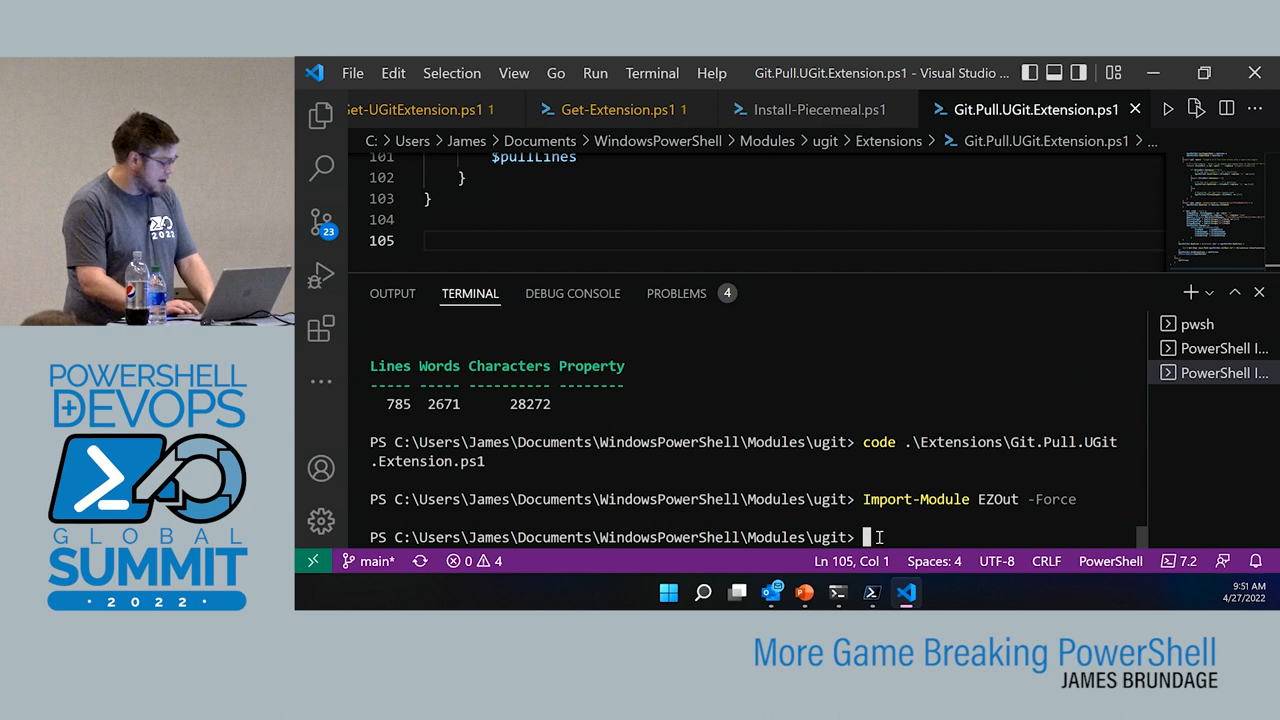 File Edit Selection View Go Run Terminal Help Git.Pull.UGit.Extension.ps1 - Visual Studio ...
Get-UGitExtension.ps1 1 Get-Extension.ps1 1 Install-Piecemeal.ps1 Git.Pull.UGit.Extension.ps1
C: > Users > James > Documents > WindowsPowerShell > Modules > ugit > Extensions > Git.Pull.UGit.Extension.ps1 > ...
101 $pullLines
102 }
103 }
104
105
23
OUTPUT TERMINAL DEBUG CONSOLE PROBLEMS 4
pwsh
PowerShell I...
PowerShell I...
Lines Words Characters Property
----- ----- ---------- --------
785 2671 28272
PS C:\Users\James\Documents\WindowsPowerShell\Modules\ugit> code .\Extensions\Git.Pull.UGit
.Extension.ps1
PS C:\Users\James\Documents\WindowsPowerShell\Modules\ugit> Import-Module EZOut -Force
PS C:\Users\James\Documents\WindowsPowerShell\Modules\ugit>
main* 0 4 Ln 105, Col 1 Spaces: 4 UTF-8 CRLF PowerShell 7.2
9:51 AM
4/27/2022
2022
POWERSHELL
DEVOPS
GLOBAL
SUMMIT
· 2022 ·
More Game Breaking PowerShell
JAMES BRUNDAGE